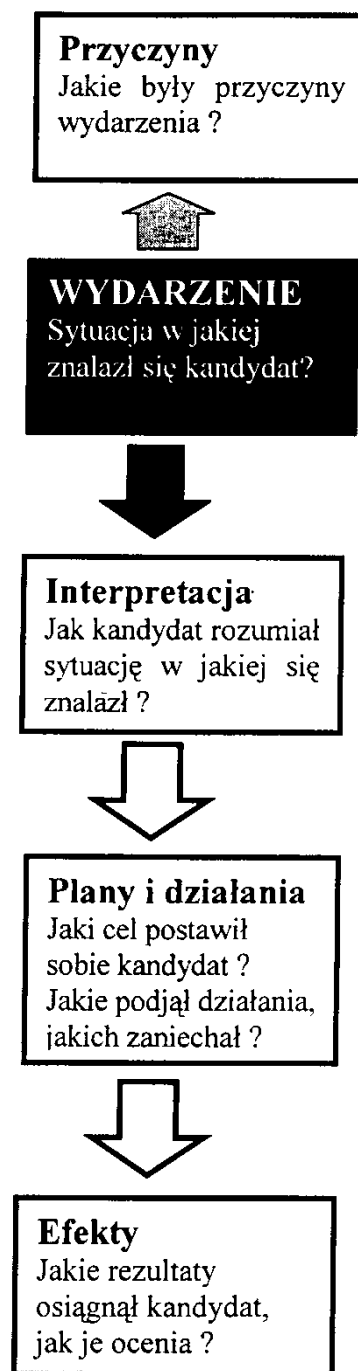 Przyczyny
Jakie były przyczyny
wydarzenia ?
WYDARZENIE
Sytuacja w jakiej
znalazł się kandydat?
Interpretacja
Jak kandydat rozumiał
sytuację w jakiej się
znalazł ?
Plany i działania
Jaki cel postawił
sobie kandydat ?
Jakie podjął działania,
jakich zaniechał ?
Efekty
Jakie rezultaty
osiągnął kandydat,
jak je ocenia ?